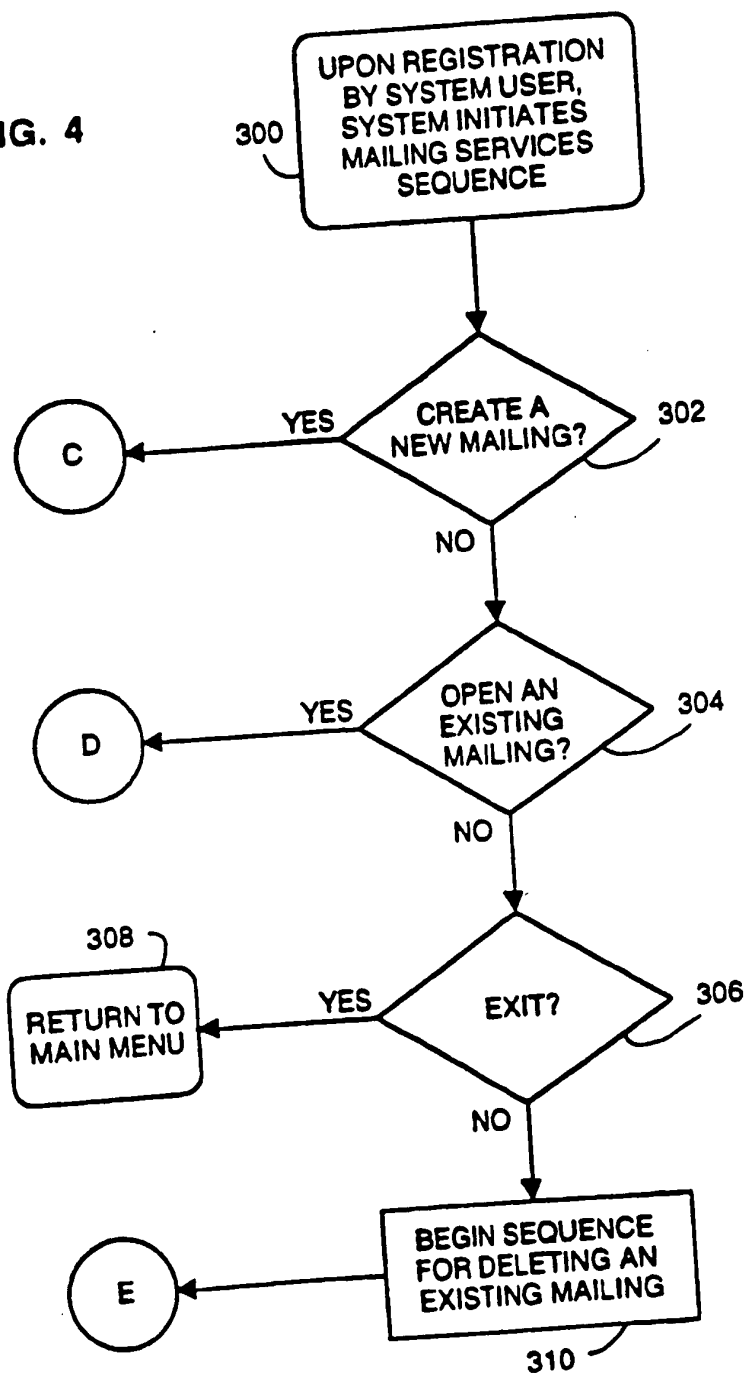 UPON REGISTRATION
BY SYSTEM USER,
SYSTEM INITIATES
MAILING SERVICES
SEQUENCE
IG. 4
300
CREATE A
NEW MAILING?
302
YES
C
NO
OPEN AN
EXISTING
MAILING?
304
YES
D
NO
EXIT?
306
YES
308
RETURN TO
MAIN MENU
NO
BEGIN SEQUENCE
FOR DELETING AN
EXISTING MAILING
310
E